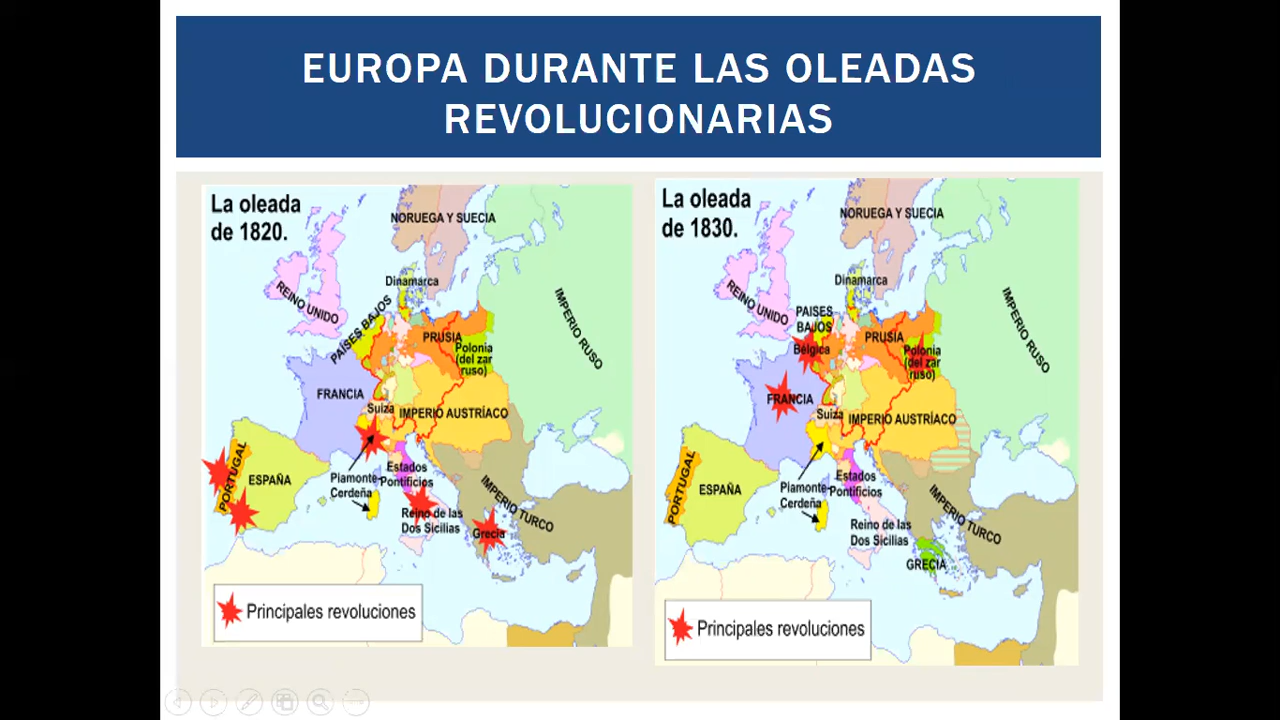 EUROPA DURANTE LAS OLEADAS
REVOLUCIONARIAS
La oleada
de 1820.
NORUEGA Y SUECIA
Dinamarca
REINO UNIDO
PAÍSES BAJOS
IMPERIO RUSO
PRUSIA
Polonia
(del zar
ruso)
FRANCIA
Suiza
IMPERIO AUSTRÍACO
PORTUGAL
ESPAÑA
Piamonte-
Cerdeña
Estados
Pontificios
Reino de las
Dos Sicilias
IMPERIO TURCO
Grecia
Principales revoluciones
La oleada
de 1830.
NORUEGA Y SUECIA
Dinamarca
REINO UNIDO
PAISES
BAJOS
Bélgica
IMPERIO RUSO
PRUSIA
Polonia
(del zar
ruso)
FRANCIA
Suiza
IMPERIO AUSTRÍACO
PORTUGAL
ESPAÑA
Piamonte-
Cerdeña
Estados
Pontificios
Reino de las
Dos Sicilias
IMPERIO TURCO
GRECIA
Principales revoluciones